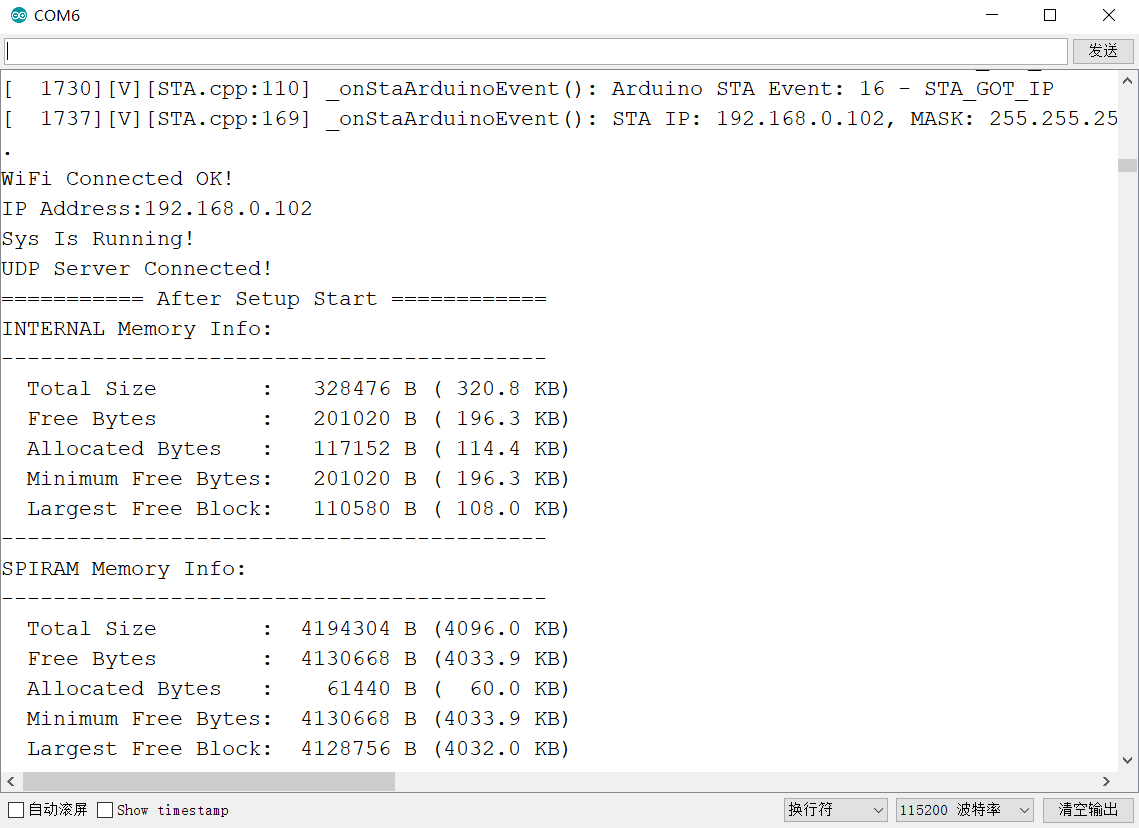 COM6
发送
[  1730][V][STA.cpp:110] _onStaArduinoEvent(): Arduino STA Event: 16 - STA_GOT_IP
[  1737][V][STA.cpp:169] _onStaArduinoEvent(): STA IP: 192.168.0.102, MASK: 255.255.25
.
WiFi Connected OK!
IP Address:192.168.0.102
Sys Is Running!
UDP Server Connected!
=========== After Setup Start ============
INTERNAL Memory Info:
------------------------------------------
  Total Size        :   328476 B ( 320.8 KB)
  Free Bytes        :   201020 B ( 196.3 KB)
  Allocated Bytes   :   117152 B ( 114.4 KB)
  Minimum Free Bytes:   201020 B ( 196.3 KB)
  Largest Free Block:   110580 B ( 108.0 KB)
------------------------------------------
SPIRAM Memory Info:
------------------------------------------
  Total Size        :  4194304 B (4096.0 KB)
  Free Bytes        :  4130668 B (4033.9 KB)
  Allocated Bytes   :    61440 B (  60.0 KB)
  Minimum Free Bytes:  4130668 B (4033.9 KB)
  Largest Free Block:  4128756 B (4032.0 KB)
自动滚屏 Show timestamp 换行符 115200 波特率 清空输出